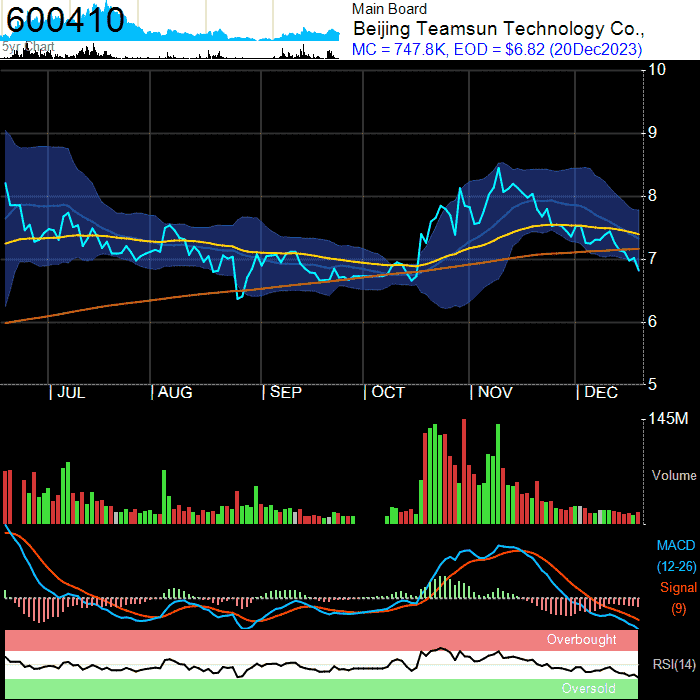 600410
5yr Chart
Main Board
Beijing Teamsun Technology Co.,
MC = 747.8K, EOD = $6.82 (20Dec2023)
10
9
8
7
6
5
| JUL | AUG | SEP | OCT | NOV | DEC
145M
Volume
MACD
(12-26)
Signal
(9)
Overbought
RSI(14)
Oversold